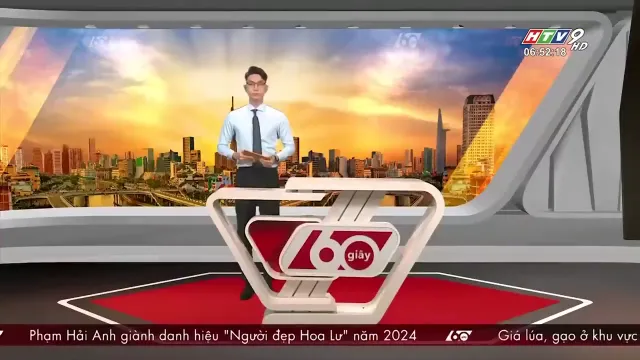 HTV9
HD
06:52:18
60
giây
Phạm Hải Anh giành danh hiệu "Người đẹp Hoa Lư" năm 2024
60
Giá lúa, gạo ở khu vực